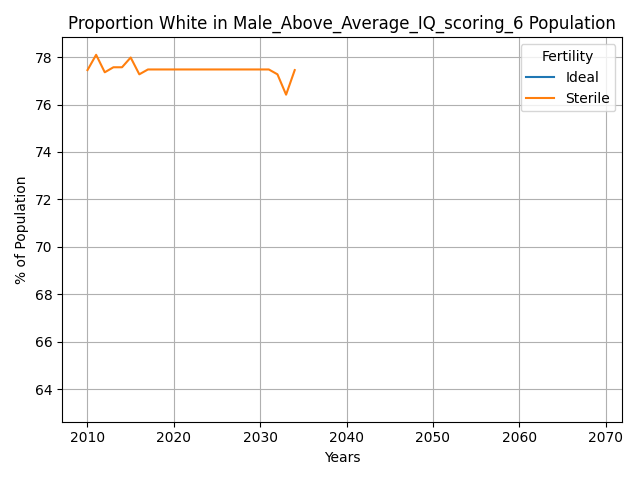 Proportion White in Male_Above_Average_IQ_scoring_6 Population
Fertility
Ideal
Sterile
78
76
74
72
70
68
66
64
% of Population
2010 2020 2030 2040 2050 2060 2070
Years